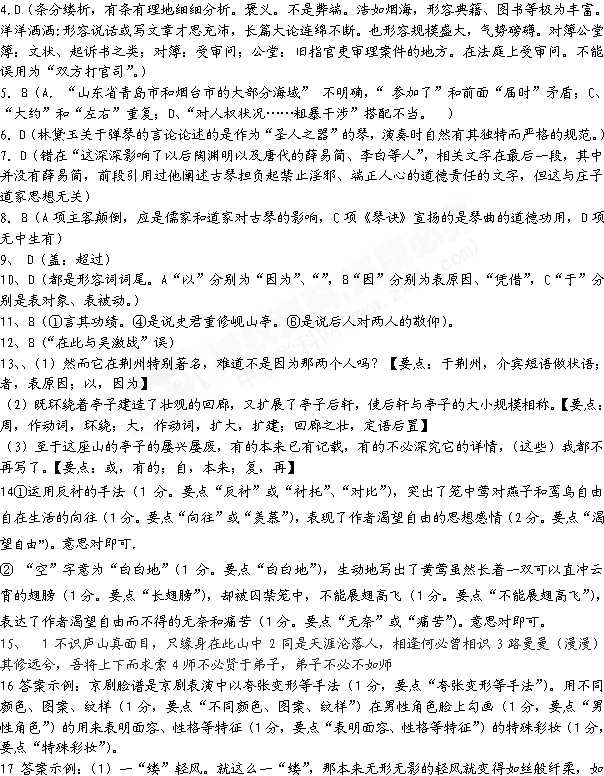 4.D（条分缕析，有条有理地细细分析。褒义。不是弊端。浩如烟海，形容典籍、图书等极为丰富。
洋洋洒洒:形容说话或写文章才思充沛，长篇大论连绵不断。也形容规模盛大，气势磅礴。对簿公堂
簿：文状、起诉书之类；对簿：受审问；公堂：旧指官吏审理案件的地方。在法庭上受审问。不能
误用为“双方打官司”。）
5．B（A．“山东省青岛市和烟台市的大部分海域” 不明确，“ 参加了”和前面“届时”矛盾；C、
“大约”和“左右”重复；D、“对人权状况……粗暴干涉”搭配不当。 ）
6．D（林黛玉关于弹琴的言论论述的是作为“圣人之器”的琴，演奏时自然有其独特而严格的规范。）
7．D（错在“这深深影响了以后陶渊明以及唐代的薛易简、李白等人”，相关文字在最后一段，其中
并没有薛易简，前段引用过他阐述古琴担负起禁止淫邪、端正人心的道德责任的文字，但这与庄子
道家思想无关）
8．B（A 项主客颠倒，应是儒家和道家对古琴的影响，C 项《琴诀》宣扬的是琴曲的道德功用，D 项
无中生有）
9、 D（盖：超过）
10、D（都是形容词词尾。A“以”分别为“因为”、“”，B“因”分别为表原因、“凭借”，C“于”分
别是表对象、表被动。）
11、B（①言其功绩。④是说史君重修岘山亭。⑥是说后人对两人的敬仰）。
12、B（“在此与吴激战”误）
13、、（1）然而它在荆州特别著名，难道不是因为那两个人吗？【要点：于荆州，介宾短语做状语；
者，表原因；以，因为】
（2）既环绕着亭子建造了壮观的回廊，又扩展了亭子后轩，使后轩与亭子的大小规模相称。【要点：
周，作动词，环绕；大，作动词，扩大，扩建；回廊之壮，定语后置】
（3）至于这座山的亭子的屡兴屡废，有的本来已有记载，有的不必深究它的详情，（这些）我都不
再写了。【要点：或，有的；自，本来；复，再】
14①运用反衬的手法（1 分。要点“反衬”或“衬托”、“对比”），突出了笼中莺对燕子和鸾鸟自由
自在生活的向往（1分。要点“向往”或“羡慕”），表现了作者渴望自由的思想感情（2分。要点“渴
望自由”）。意思对即可．
② “空”字意为“白白地”（1 分。要点“白白地”），生动地写出了黄莺虽然长着一双可以直冲云
霄的翅膀（1 分。要点“长翅膀”），却被囚禁笼中，不能展翅高飞（1 分。要点“不能展翅高飞”），
表达了作者渴望自由而不得的无奈和痛苦（1分。要点“无奈”或“痛苦”）。意思对即可。
15、 1 不识庐山真面目，只缘身在此山中 2 同是天涯沦落人，相逢何必曾相识 3 路曼曼（漫漫）
其修远兮，吾将上下而求索 4 师不必贤于弟子，弟子不必不如师
16 答案示例：京剧脸谱是京剧表演中以夸张变形等手法（1 分，要点“夸张变形等手法”）。用不同
颜色、图案、纹样（1 分，要点“不同颜色、图案、纹样”）在男性角色脸上勾画（1 分，要点“男
性角色”）的用来表明面容、性格等特征（1分，要点“表明面容、性格等特征”）的特殊彩妆（1分，
要点“特殊彩妆”）。
17 答案示例：（1）一“缕”轻风。就这么一“缕”，那本来无形无影的轻风就变得如丝般纤柔，如